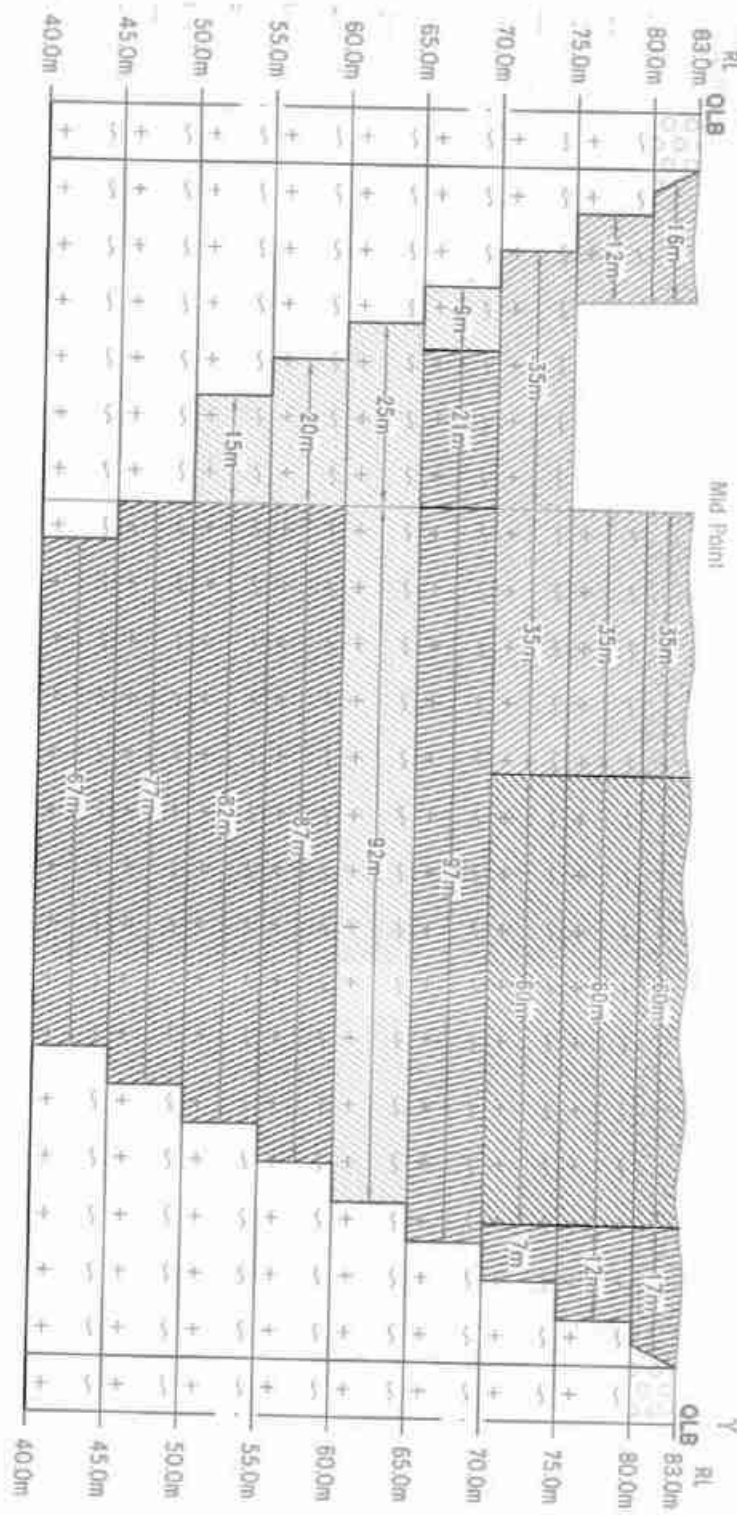 RL
Mid Point
Y
RL
83.0m QLB
QLB 83.0m
16m 35m 60m 17m
80.0m 80.0m
12m 35m 60m 12m
75.0m 75.0m
35m 35m 60m 7m
70.0m 70.0m
9m 21m 97m
65.0m 65.0m
25m 92m
60.0m 60.0m
20m 87m
55.0m 55.0m
15m 82m
50.0m 50.0m
77m
45.0m 45.0m
67m
40.0m 40.0m